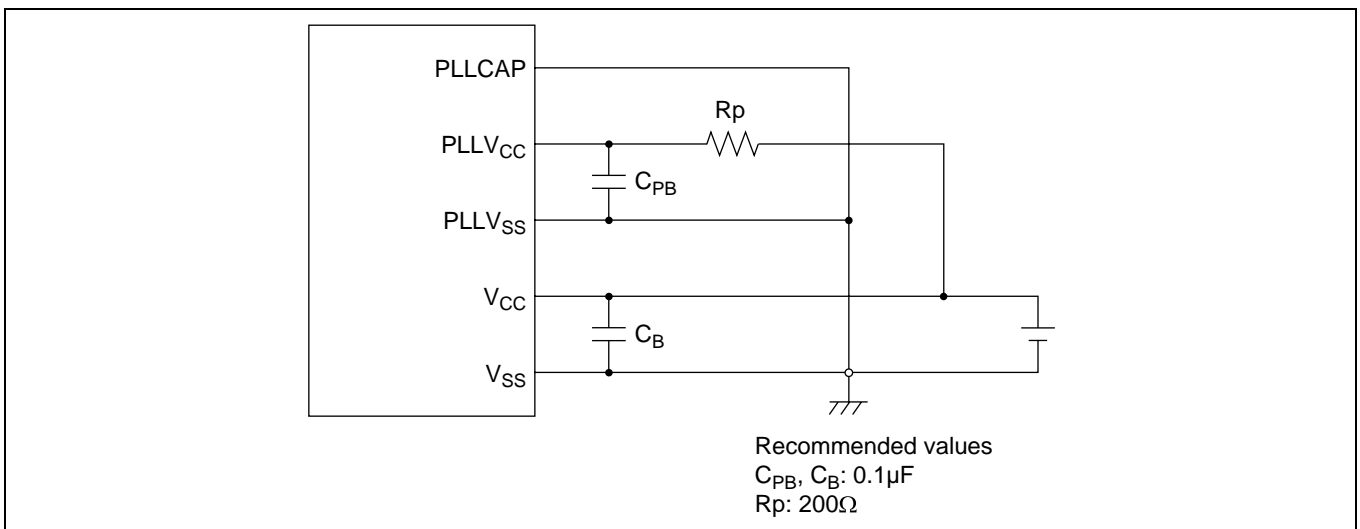 PLLCAP
Rp
PLLVCC
CPB
PLLVSS
VCC
CB
VSS
Recommended values
CPB, CB: 0.1µF
Rp: 200Ω